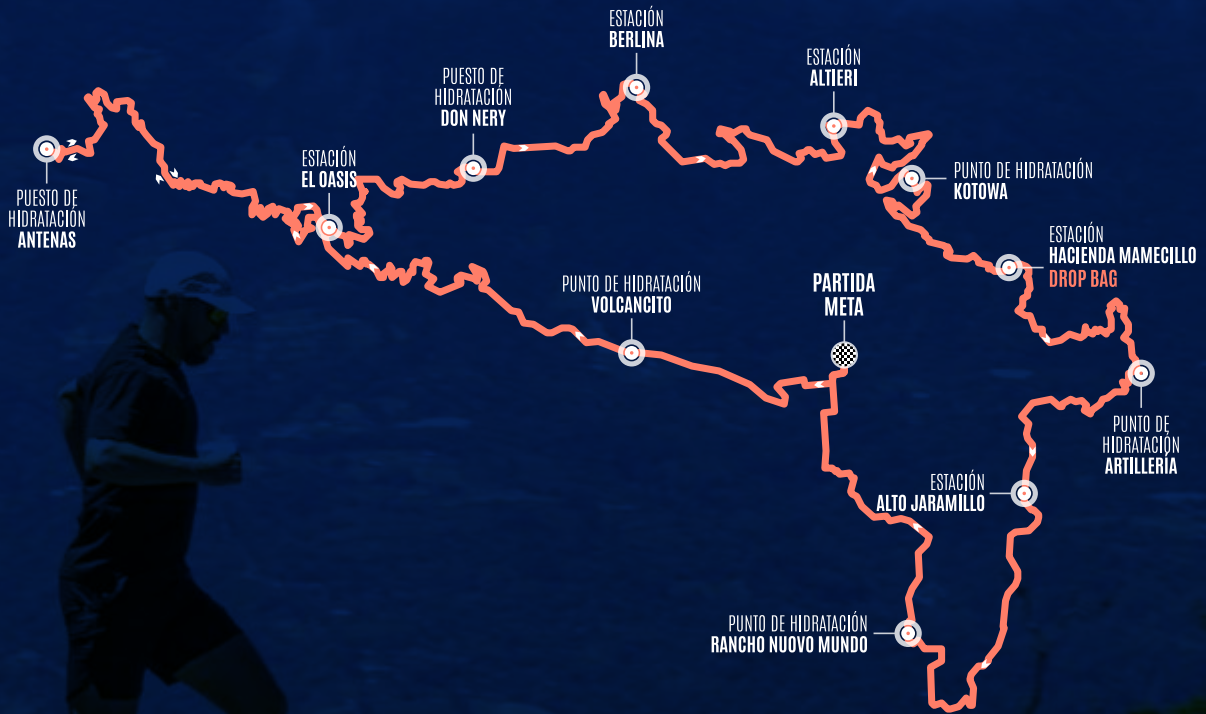 ESTACIÓN
BERLINA
ESTACIÓN
ALTIERI
PUESTO DE
HIDRATACIÓN
DON NERY
ESTACIÓN
EL OASIS
PUNTO DE HIDRATACIÓN
KOTOWA
PUESTO DE
HIDRATACIÓN
ANTENAS
ESTACIÓN
HACIENDA MAMECILLO
DROP BAG
PUNTO DE HIDRATACIÓN
VOLCANCITO
PARTIDA
META
PUNTO DE
HIDRATACIÓN
ARTILLERÍA
ESTACIÓN
ALTO JARAMILLO
PUNTO DE HIDRATACIÓN
RANCHO NUOVO MUNDO